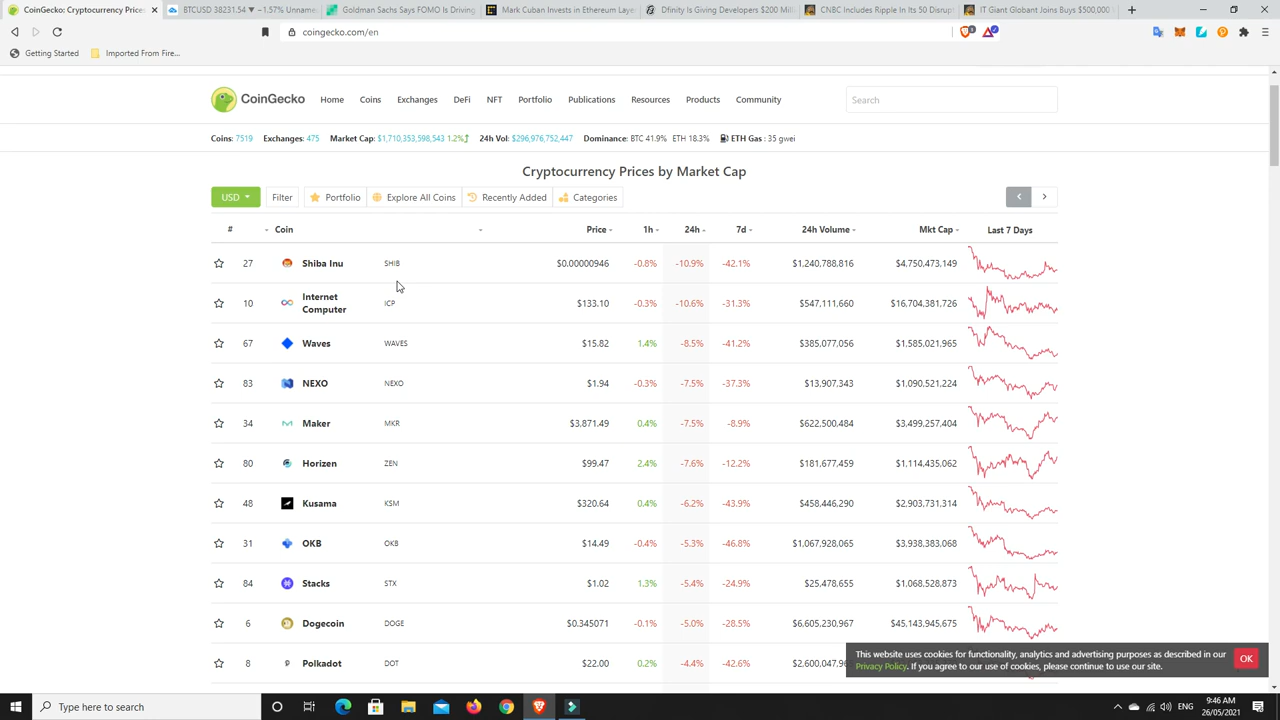 CoinGecko: Cryptocurrency Prices
BTCUSD 38231.54 ▼ −1.57% Unname
Goldman Sachs Says FOMO IS Driving
Mark Cuban Invests in Ethereum Laye
Dfinity Is Giving Developers $200 Mill
CNBC Includes Ripple In Its 50 Disrupt
IT Giant Globant Joins Buys $500,000
coingecko.com/en
Getting Started
Imported From Fire...
CoinGecko
Home Coins Exchanges DeFi NFT Portfolio Publications Resources Products Community
Search
Coins: 7519 Exchanges: 475 Market Cap: $1,710,353,598,543 1.2% 24h Vol: $296,976,752,447 Dominance: BTC 41.9% ETH 18.3% ETH Gas : 35 gwei
Cryptocurrency Prices by Market Cap
USD Filter Portfolio Explore All Coins Recently Added Categories
# Coin Price 1h 24h 7d 24h Volume Mkt Cap Last 7 Days
27 Shiba Inu SHIB $0.00000946 -0.8% -10.9% -42.1% $1,240,788,816 $4,750,473,149
10 Internet Computer ICP $133.10 -0.3% -10.6% -31.3% $547,111,660 $16,704,381,726
67 Waves WAVES $15.82 1.4% -8.5% -41.2% $385,077,056 $1,585,021,965
83 NEXO NEXO $1.94 -0.3% -7.5% -37.3% $13,907,343 $1,090,521,224
34 Maker MKR $3,871.49 0.4% -7.5% -8.9% $622,500,484 $3,499,257,404
80 Horizen ZEN $99.47 2.4% -7.6% -12.2% $181,677,459 $1,114,435,062
48 Kusama KSM $320.64 0.4% -6.2% -43.9% $458,446,290 $2,903,731,314
31 OKB OKB $14.49 -0.4% -5.3% -46.8% $1,067,928,065 $3,938,383,068
84 Stacks STX $1.02 1.3% -5.4% -24.9% $25,478,655 $1,068,528,873
6 Dogecoin DOGE $0.345071 -0.1% -5.0% -28.5% $6,605,230,967 $45,143,945,675
8 Polkadot DOT $22.00 0.2% -4.4% -42.6% $2,600,047,96
This website uses cookies for functionality, analytics and advertising purposes as described in our
Privacy Policy. If you agree to our use of cookies, please continue to use our site.
OK
Type here to search
ENG
9:46 AM
26/05/2021